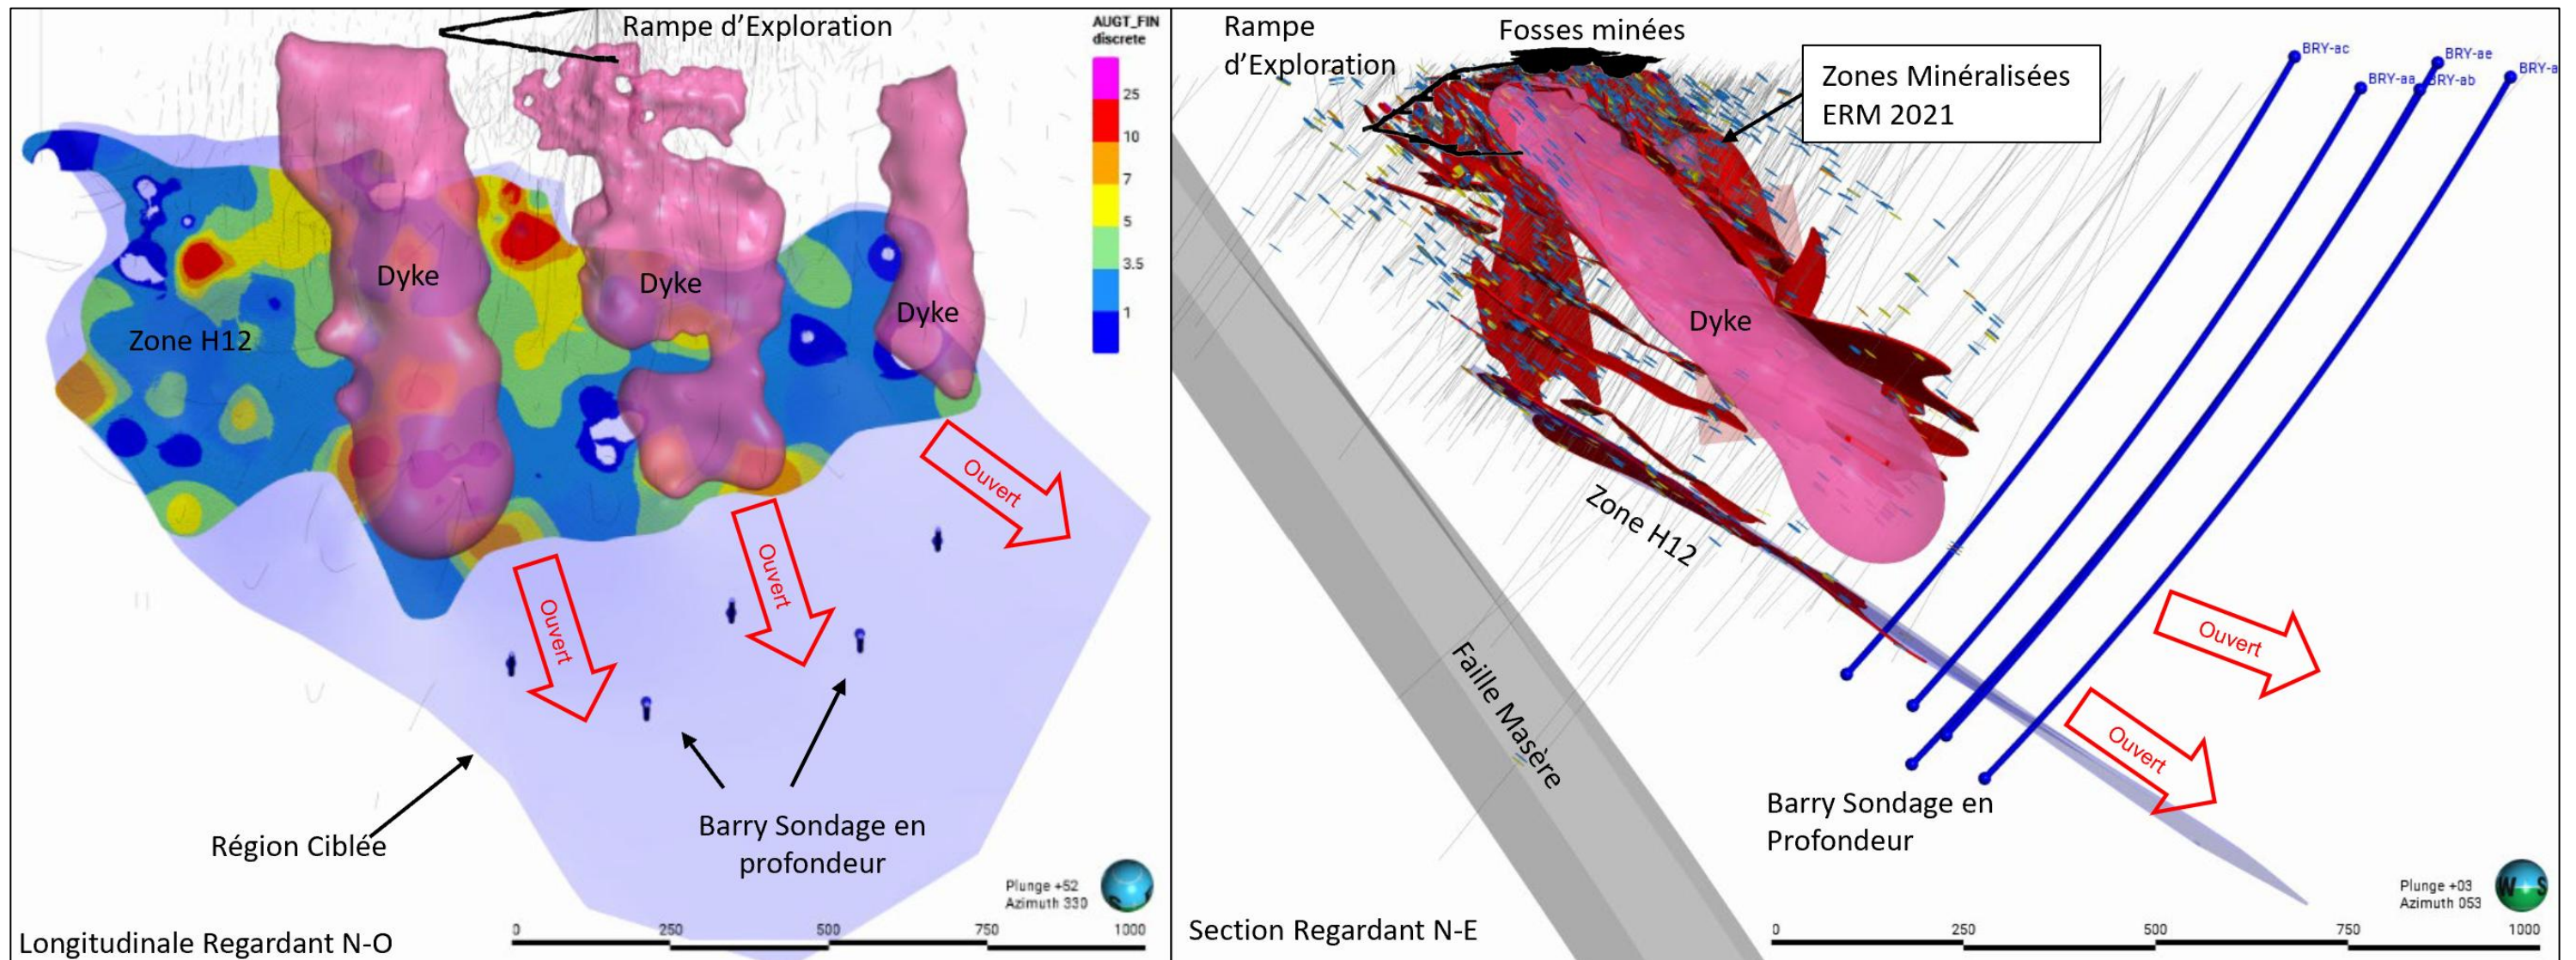 Rampe d’Exploration
AUGT_FIN
discrete
25
10
7
5
3.5
1
Dyke
Dyke
Dyke
Zone H12
Ouvert
Ouvert
Ouvert
Région Ciblée
Barry Sondage en
profondeur
Plunge +52
Azimuth 330
0
250
500
750
1000
Longitudinale Regardant N-O
Rampe
d’Exploration
Fosses minées
Zones Minéralisées
ERM 2021
BRY-ac
BRY-aa
BRY-ae
BRY-ab
BRY-a
Dyke
Zone H12
Faille Masère
Ouvert
Ouvert
Barry Sondage en
Profondeur
Plunge +03
Azimuth 053
W
S
0
250
500
750
1000
Section Regardant N-E